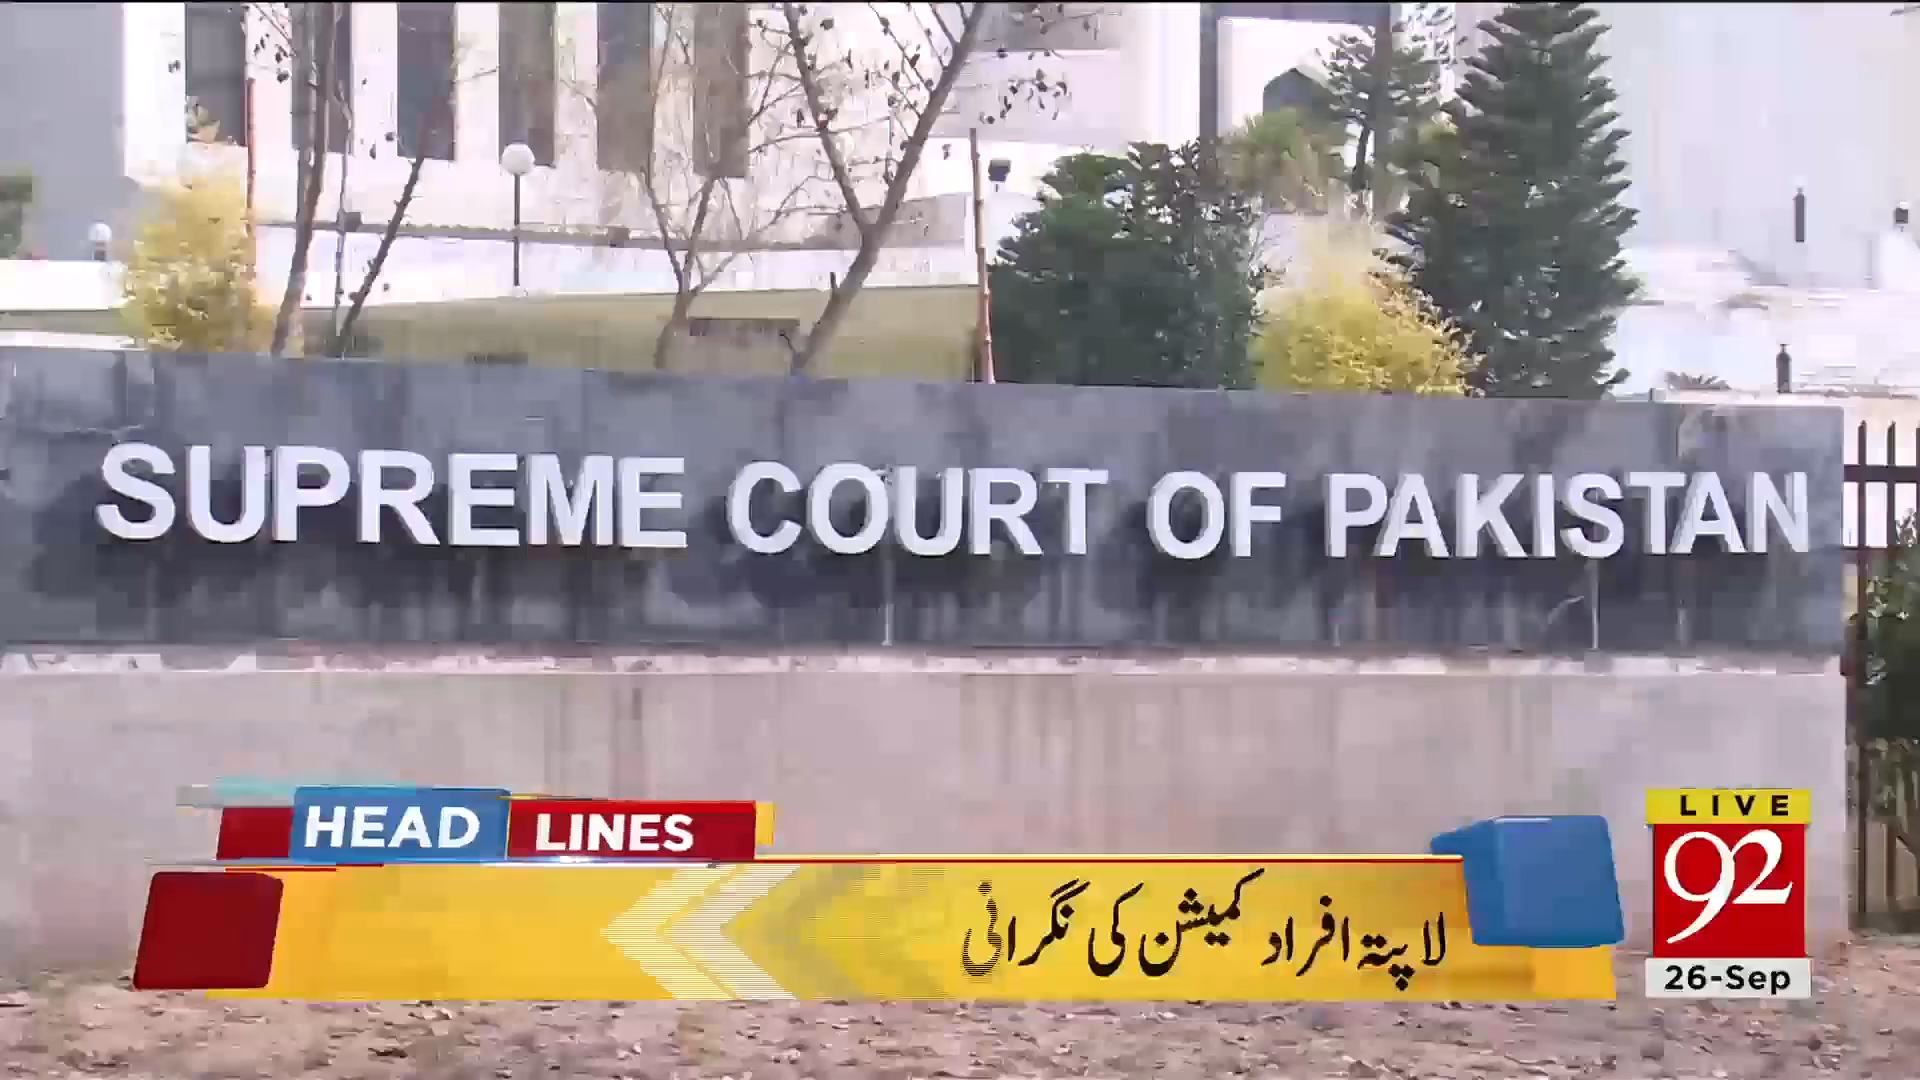 SUPREME COURT OF PAKISTAN
HEAD LINES
لاپتہ افراد کمیشن کی نگرانی
LIVE
92
26-Sep